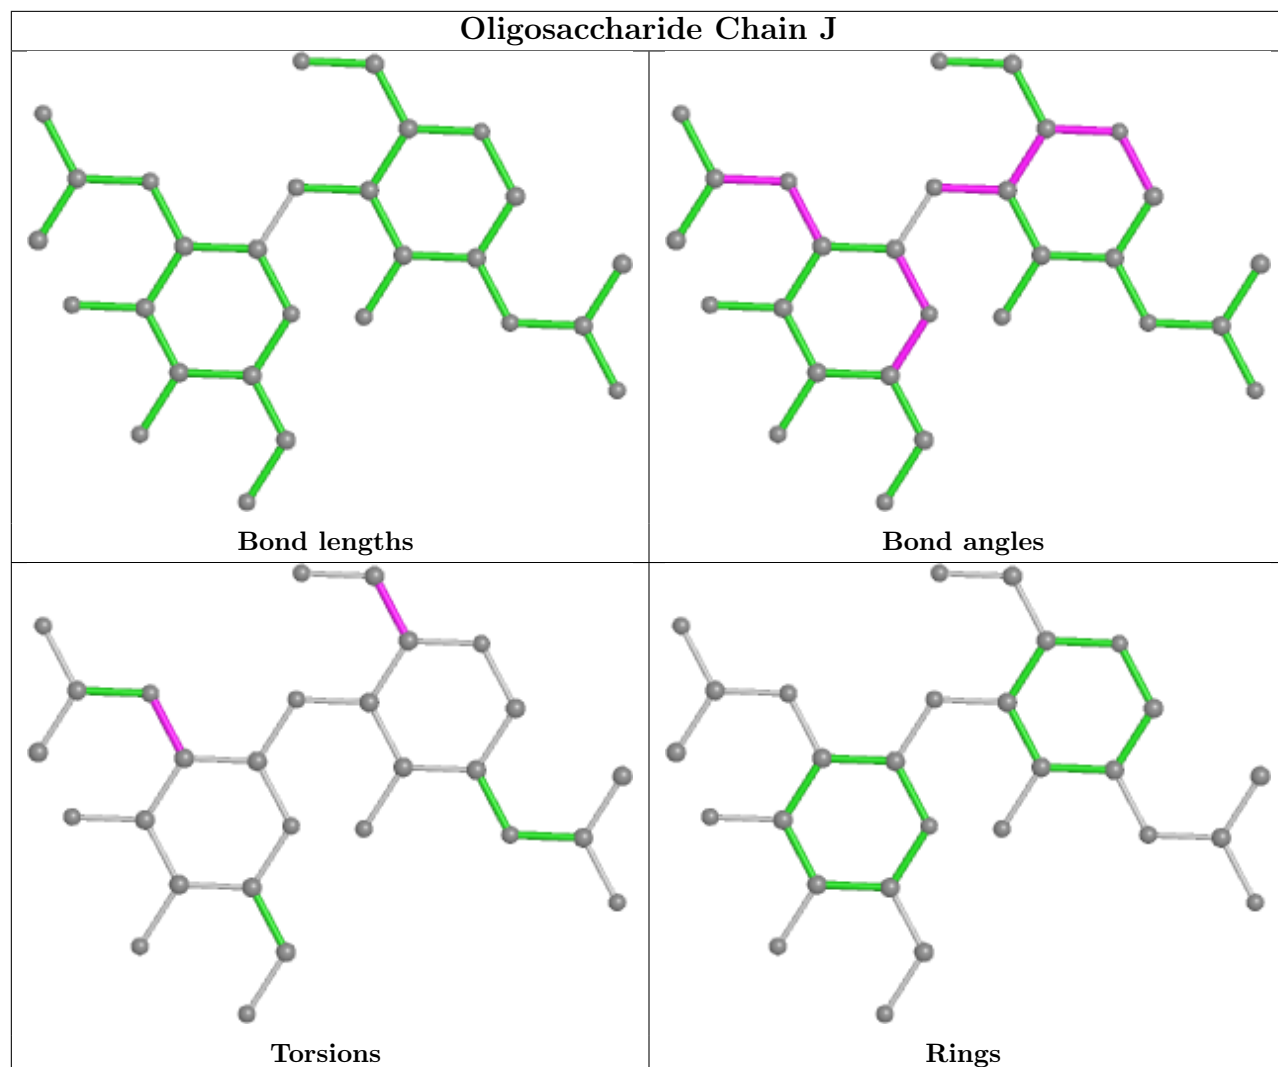 Oligosaccharide Chain J
Bond lengths
Bond angles
Torsions
Rings